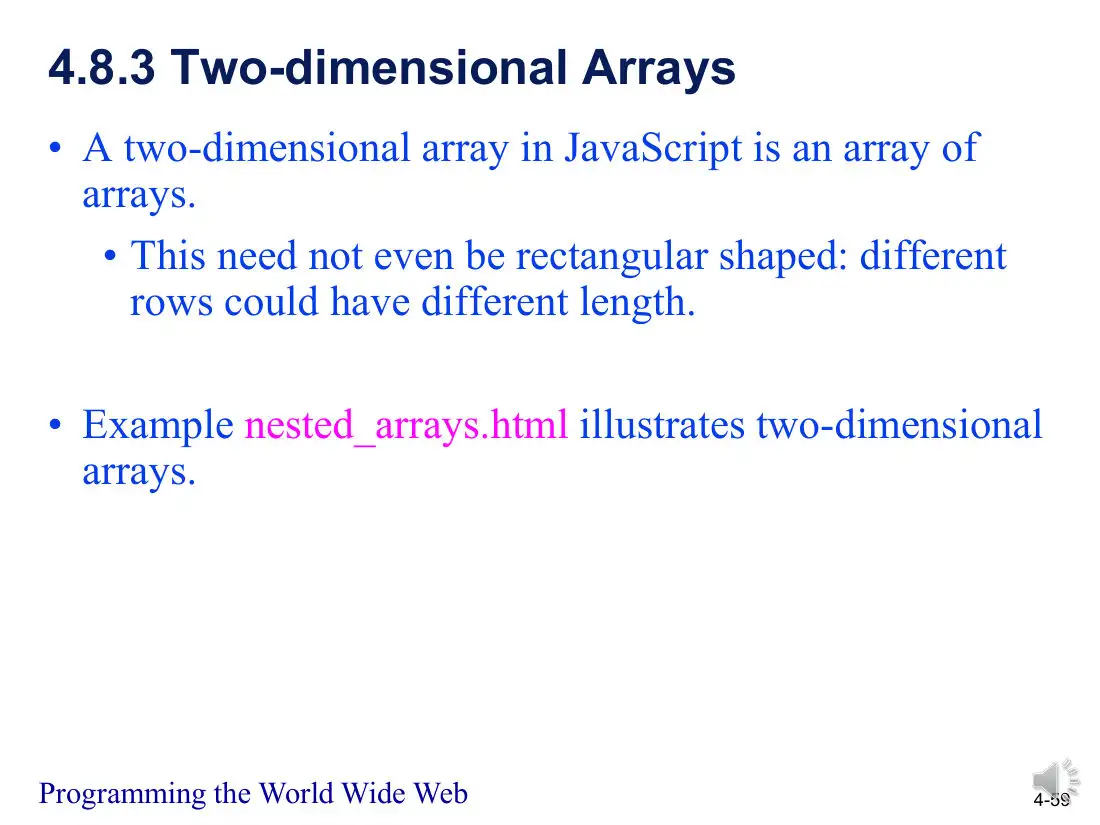 4.8.3 Two-dimensional Arrays
• A two-dimensional array in JavaScript is an array of
arrays.
• This need not even be rectangular shaped: different
rows could have different length.
• Example nested_arrays.html illustrates two-dimensional
arrays.
Programming the World Wide Web
4-59